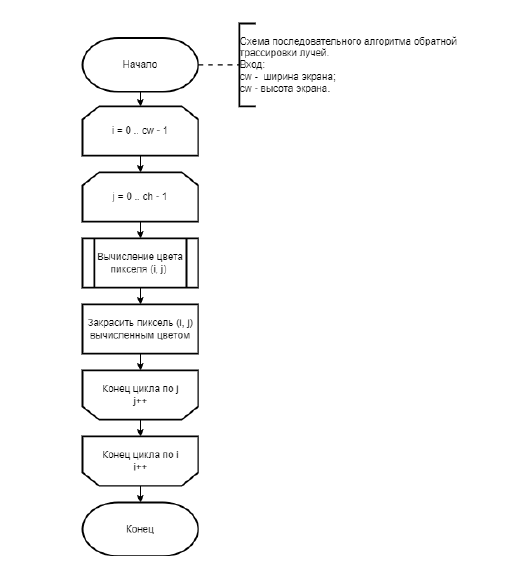 Схема последовательного алгоритма обратной
трассировки лучей.
Вход:
cw - ширина экрана;
cw - высота экрана.
Начало
i = 0 .. cw - 1
j = 0 .. ch - 1
Вычисление цвета
пикселя (i, j)
Закрасить пиксель (i, j)
вычисленным цветом
Конец цикла по j
j++
Конец цикла по i
i++
Конец